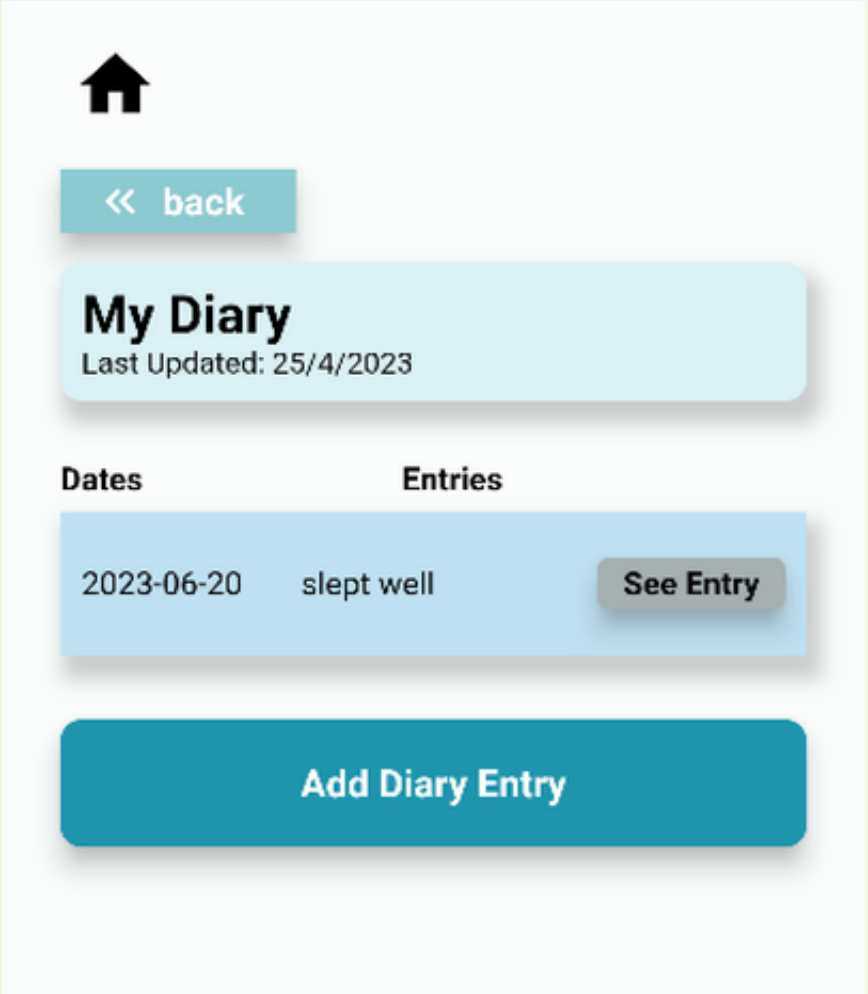 « back
My Diary
Last Updated: 25/4/2023
Dates Entries
2023-06-20 slept well See Entry
Add Diary Entry